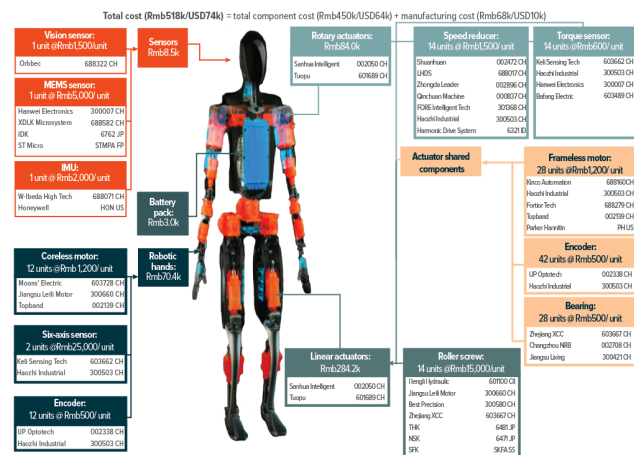 Total cost (Rmb518k/USD74k) = total component cost (Rmb450k/USD64k) + manufacturing cost (Rmb68k/USD10k)
Vision sensor:
1 unit @Rmb1,500/unit
Orbbec 688322 CH
MEMS sensor:
1 unit @ Rmb5,000/ unit
Hanwei Electronics 300007 CH
XDLK Microsystem 688582 CH
IDK 6762 JP
ST Micro STMPA FP
IMU:
1 unit @ Rmb2,000/ unit
W-Ibeda High Tech 688071 CH
Honeywell HON US
Sensors
Rmb8.5k
Rotary actuators:
Rmb84.0k
Sanhua Intelligent 002050 CH
Tuopu 601689 CH
Speed reducer:
14 units @Rmb1,500/ unit
Shuanhuan 002472 CH
LHDS 688017 CH
Zhongda Leader 002896 CH
Qinchuan Machine 000837 CH
FORE Intelligent Tech 301368 CH
Haozhi Industrial 300503 CH
Harmonic Drive System 6321 ID
Torque sensor:
14 units @Rmb600/ unit
Keli Sensing Tech 603662 CH
Haozhi Industrial 300503 CH
Hanwei Electronics 300007 CH
Bafang Electric 603489 CH
Actuator shared
components
Frameless motor:
28 units @Rmb1,200/ unit
Kinco Automation 688160CH
Haozhi Industrial 300503 CH
Fortior Tech 688279 CH
Topband 002139 CH
Parker Hannitin PH US
Encoder:
42 units @ Rmb500/ unit
UP Optotech 002338 CH
Haozhi Industrial 300503 CH
Bearing:
28 units @ Rmb500/ unit
Zhejiang XCC 603667 CH
Changzhou NRB 002708 CH
Jiangsu Lixing 300421 CH
Battery
pack:
Rmb3.0k
Robotic
hands:
Rmb70.4k
Coreless motor:
12 units @Rmb 1,200/ unit
Moons' Electric 603728 CH
Jiangsu Leili Motor 300660 CH
Topband 002139 CH
Six-axis sensor:
2 units @Rmb25,000/ unit
Keli Sensing Tech 603662 CH
Haozhi Industrial 300503 CH
Encoder:
12 units @ Rmb500/ unit
UP Optotech 002338 CH
Haozhi Industrial 300503 CH
Linear actuators:
Rmb284.2k
Sanhua Intelligent 002050 CH
Tuopu 601689 CH
Roller screw:
14 units @Rmb15,000/ unit
Hydraulic 601100
Jiangsu Leili Motor 300660 CH
Best Precision 300580 CH
Zhejiang XCC 603667 CH
THK 6481 JP
NSK 6471 JP
SFK SKFA SS